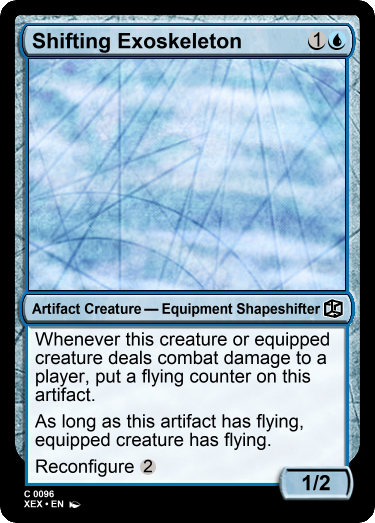 Shifting Exoskeleton 1
Artifact Creature — Equipment Shapeshifter
Whenever this creature or equipped
creature deals combat damage to a
player, put a flying counter on this
artifact.
As long as this artifact has flying,
equipped creature has flying.
Reconfigure 2
1/2
C 0096
XEX • EN